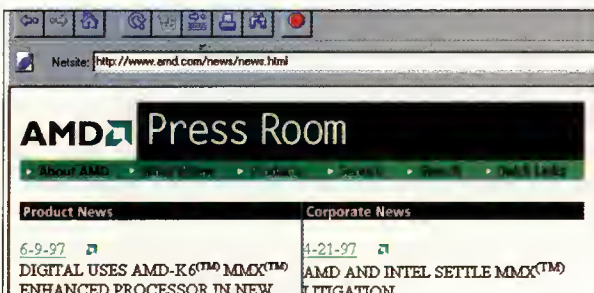 Netsite: http://www.amd.com/news/news.html
AMD Press Room
About AMD
Product News
6-9-97
DIGITAL USES AMD-K6(TM) MMX(TM)
ENHANCED PROCESSOR IN NEW
Corporate News
4-21-97
AMD AND INTEL SETTLE MMX(TM)
LITIGATION